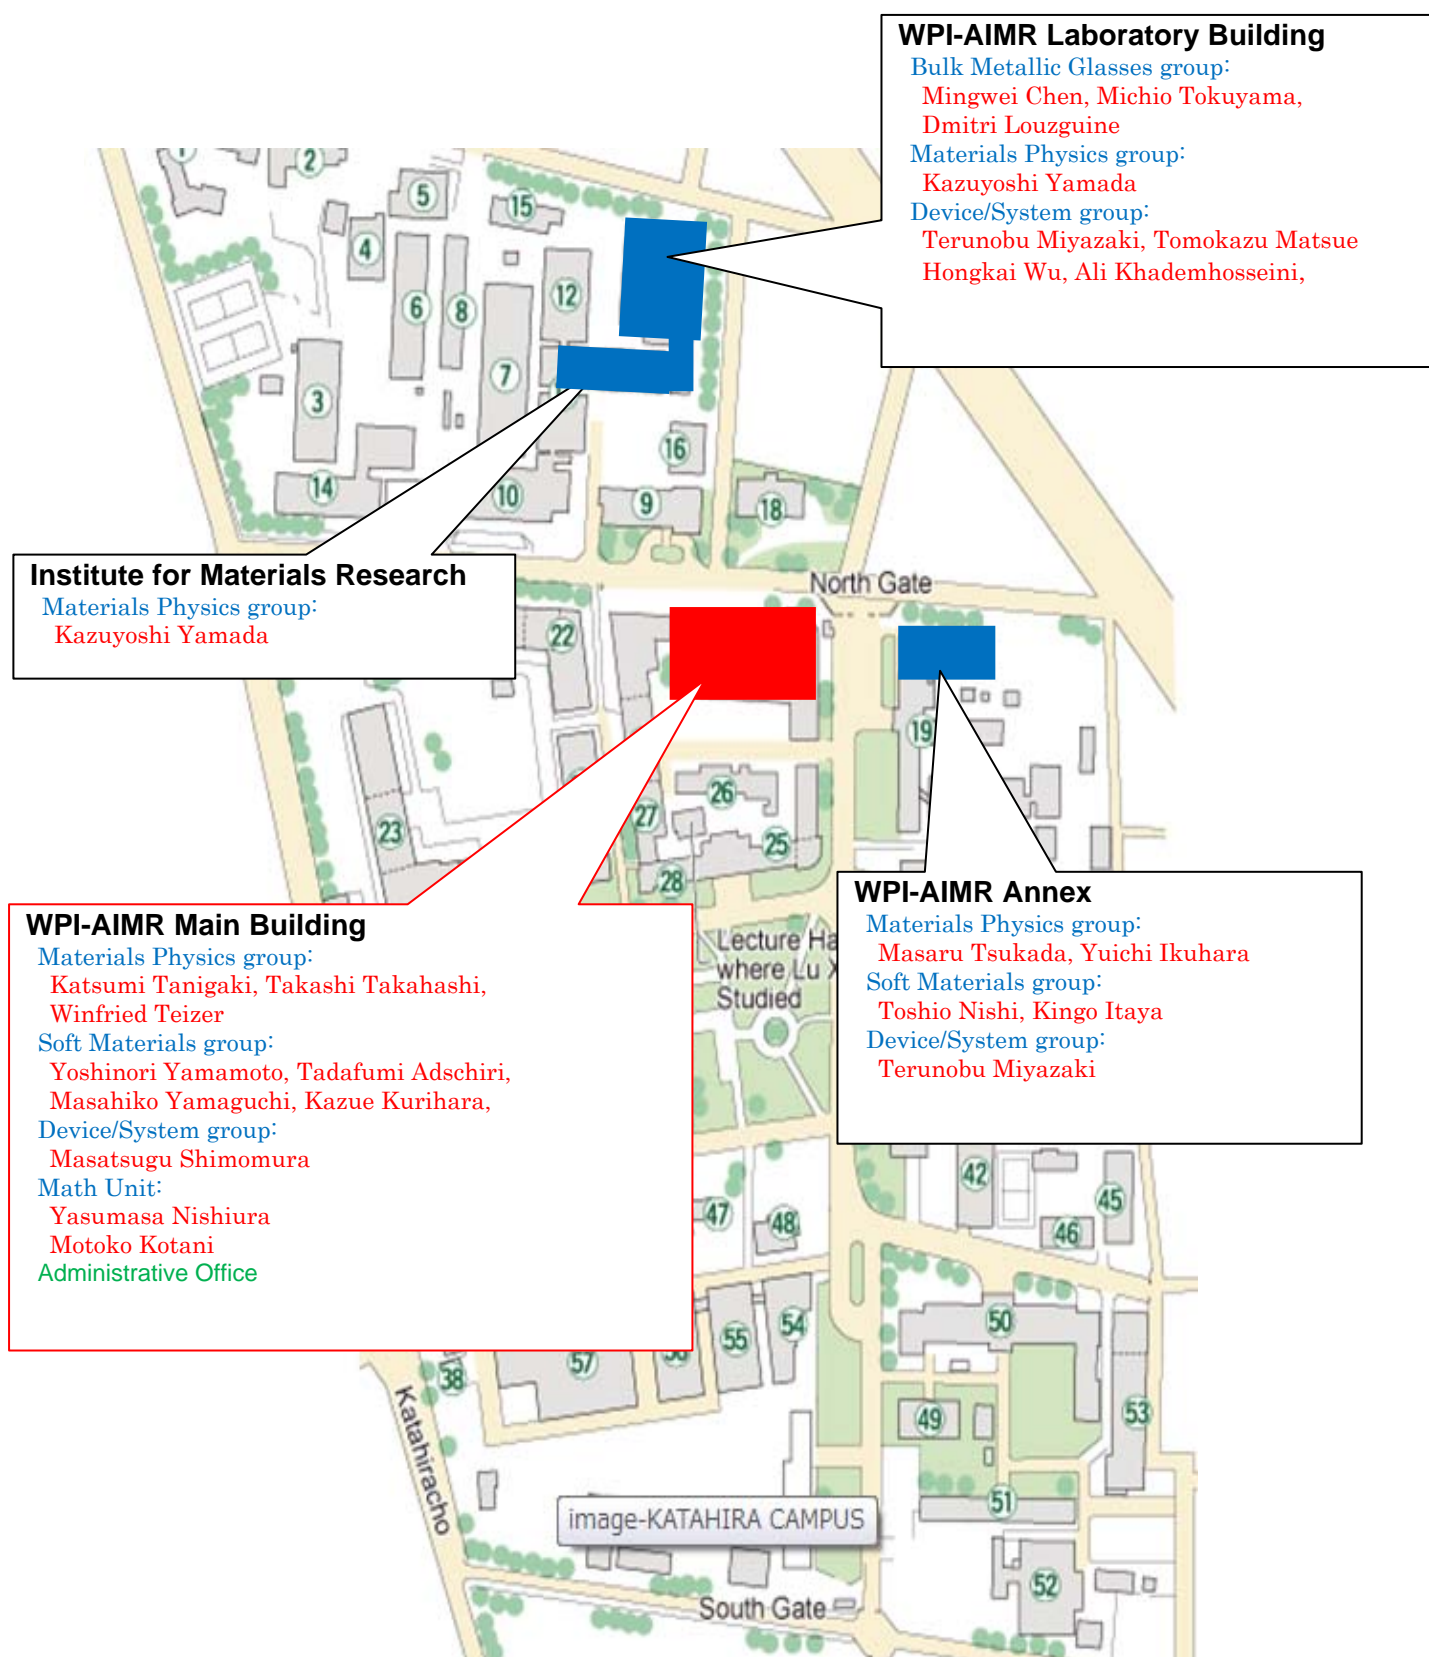 WPI-AIMR Laboratory Building
Bulk Metallic Glasses group:
Mingwei Chen, Michio Tokuyama,
Dmitri Louzguine
Materials Physics group:
Kazuyoshi Yamada
Device/System group:
Terunobu Miyazaki, Tomokazu Matsue
Hongkai Wu, Ali Khademhosseini,
2
5
15
4
6
8
12
7
3
16
14
10
9
18
Institute for Materials Research
Materials Physics group:
Kazuyoshi Yamada
North Gate
22
19
26
27
25
23
28
WPI-AIMR Main Building
Materials Physics group:
Katsumi Tanigaki, Takashi Takahashi,
Winfried Teizer
Soft Materials group:
Yoshinori Yamamoto, Tadafumi Adschiri,
Masahiko Yamaguchi, Kazue Kurihara,
Device/System group:
Masatsugu Shimomura
Math Unit:
Yasumasa Nishiura
Motoko Kotani
Administrative Office
Lecture
where Lu
Studied
WPI-AIMR Annex
Materials Physics group:
Masaru Tsukada, Yuichi Ikuhara
Soft Materials group:
Toshio Nishi, Kingo Itaya
Device/System group:
Terunobu Miyazaki
42
45
46
47
48
50
54
55
57
38
49
53
Katahiracho
51
image-KATAHIRA CAMPUS
52
South Gate